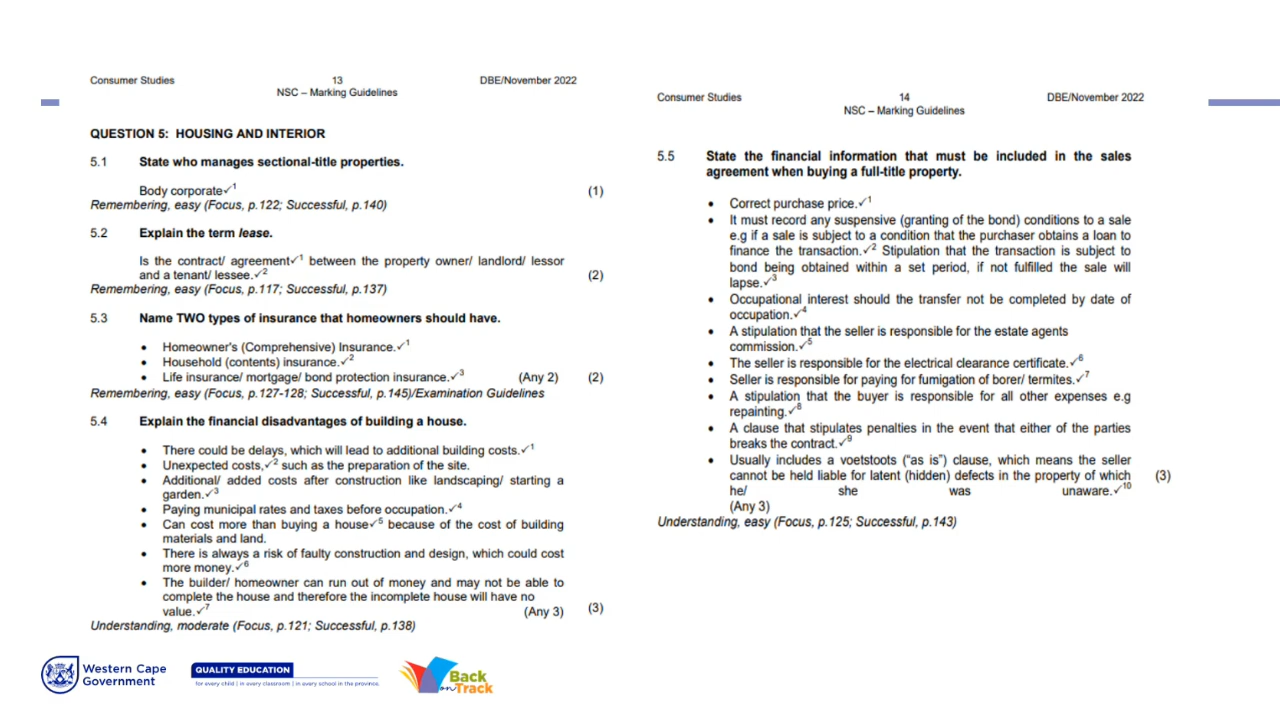 Consumer Studies 13 DBE/November 2022
NSC – Marking Guidelines
QUESTION 5: HOUSING AND INTERIOR
5.1 State who manages sectional-title properties.
Body corporate✓1 (1)
Remembering, easy (Focus, p.122; Successful, p.140)
5.2 Explain the term lease.
Is the contract/ agreement✓1 between the property owner/ landlord/ lessor
and a tenant/ lessee.✓2 (2)
Remembering, easy (Focus, p.117; Successful, p.137)
5.3 Name TWO types of insurance that homeowners should have.
• Homeowner's (Comprehensive) Insurance.✓1
• Household (contents) insurance.✓2
• Life insurance/ mortgage/ bond protection insurance.✓3 (Any 2) (2)
Remembering, easy (Focus, p.127-128; Successful, p.145)/Examination Guidelines
5.4 Explain the financial disadvantages of building a house.
• There could be delays, which will lead to additional building costs.✓1
• Unexpected costs,✓2 such as the preparation of the site.
• Additional/ added costs after construction like landscaping/ starting a
garden.✓3
• Paying municipal rates and taxes before occupation.✓4
• Can cost more than buying a house✓5 because of the cost of building
materials and land.
• There is always a risk of faulty construction and design, which could cost
more money.✓6
• The builder/ homeowner can run out of money and may not be able to
complete the house and therefore the incomplete house will have no
value.✓7 (Any 3) (3)
Understanding, moderate (Focus, p.121; Successful, p.138)
Consumer Studies 14 DBE/November 2022
NSC – Marking Guidelines
5.5 State the financial information that must be included in the sales
agreement when buying a full-title property.
• Correct purchase price.✓1
• It must record any suspensive (granting of the bond) conditions to a sale
e.g if a sale is subject to a condition that the purchaser obtains a loan to
finance the transaction.✓2 Stipulation that the transaction is subject to
bond being obtained within a set period, if not fulfilled the sale will
lapse.✓3
• Occupational interest should the transfer not be completed by date of
occupation.✓4
• A stipulation that the seller is responsible for the estate agents
commission.✓5
• The seller is responsible for the electrical clearance certificate.✓6
• Seller is responsible for paying for fumigation of borer/ termites.✓7
• A stipulation that the buyer is responsible for all other expenses e.g
repainting.✓8
• A clause that stipulates penalties in the event that either of the parties
breaks the contract.✓9
• Usually includes a voetstoots ("as is") clause, which means the seller
cannot be held liable for latent (hidden) defects in the property of which (3)
he/ she was unaware.✓10
(Any 3)
Understanding, easy (Focus, p.125; Successful, p.143)
Western Cape
Government
QUALITY EDUCATION
for every child | in every classroom | in every school in the province.
Back
on Track